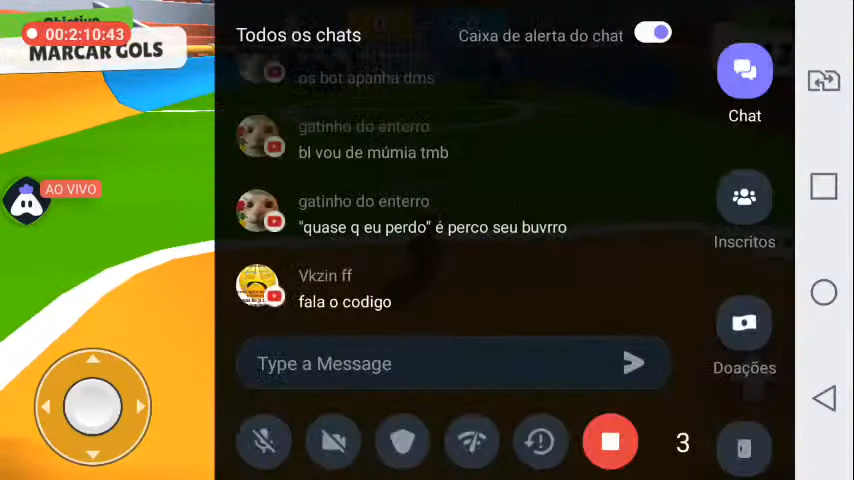 Objetivo
00:2:10:43
MARCAR GOLS
AO VIVO
Todos os chats
Caixa de alerta do chat
os bot apanha dms
gatinho do enterro
bl vou de múmia tmb
gatinho do enterro
"quase q eu perdo" é perco seu buvrro
Vkzin ff
fala o codigo
Type a Message
3
Chat
Inscritos
Doações